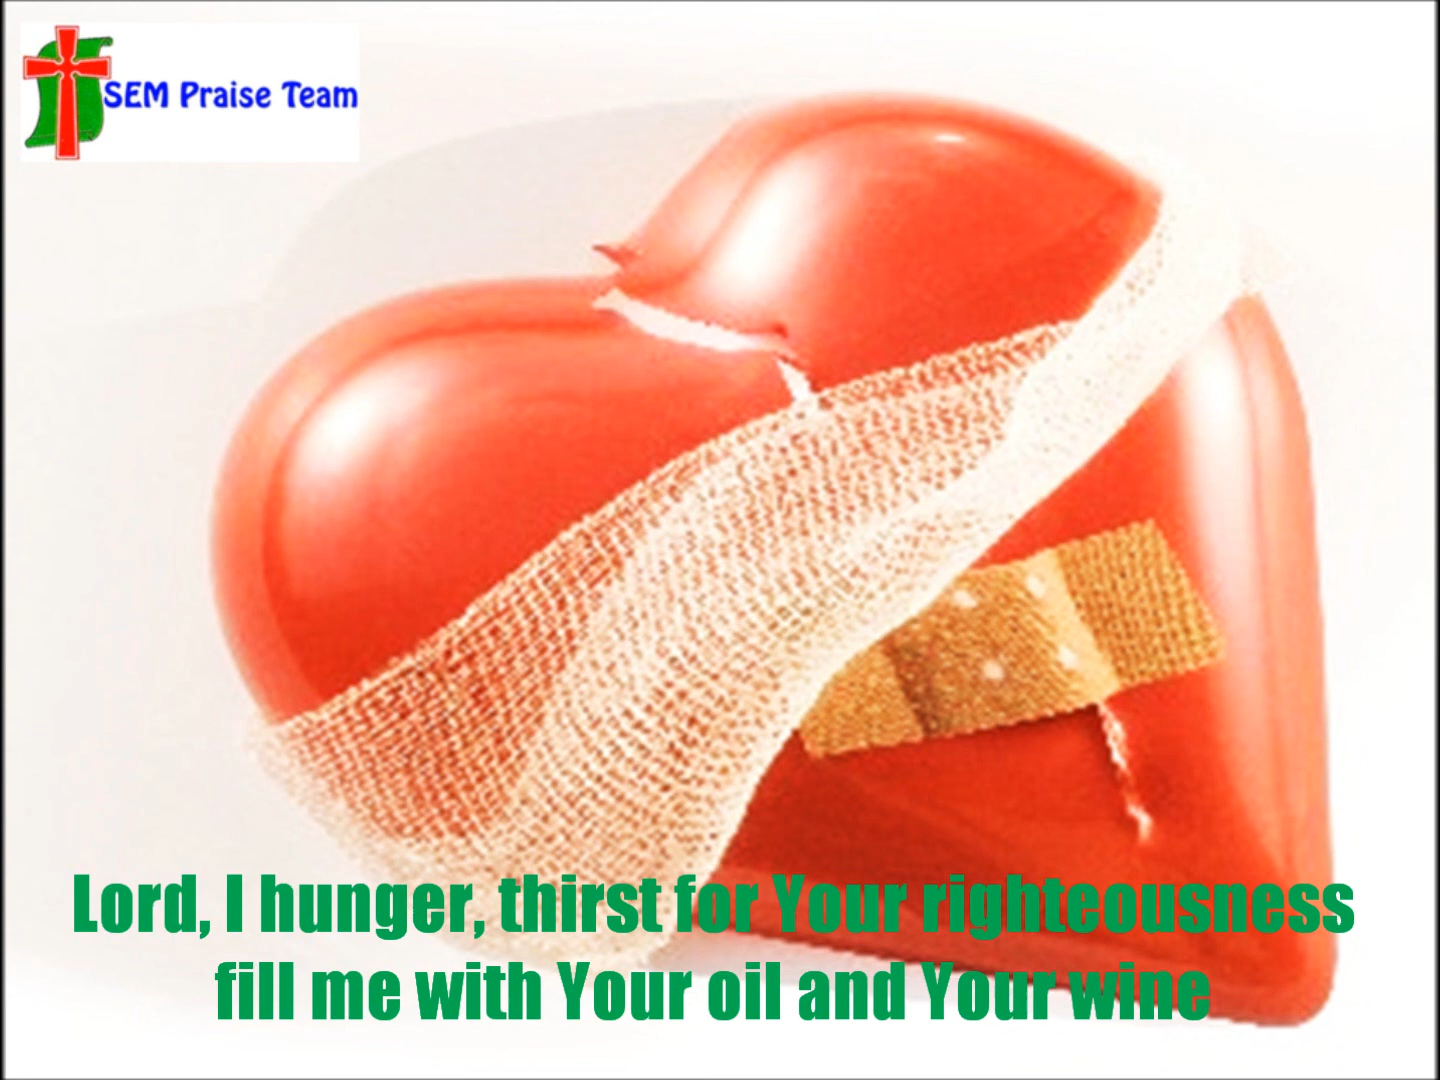 SEM Praise Team
Lord, I hunger, thirst for Your righteousness
fill me with Your oil and Your wine